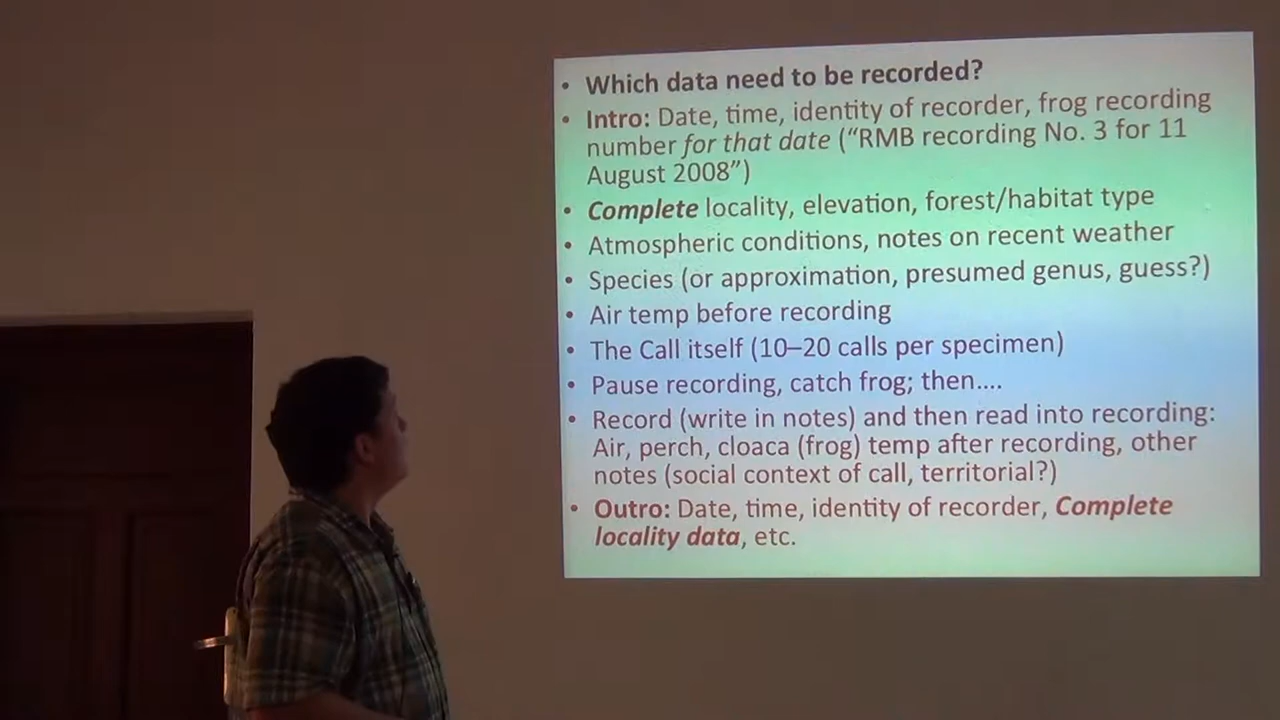 • Which data need to be recorded?
• Intro: Date, time, identity of recorder, frog recording
number for that date (“RMB recording No. 3 for 11
August 2008”)
• Complete locality, elevation, forest/habitat type
• Atmospheric conditions, notes on recent weather
• Species (or approximation, presumed genus, guess?)
• Air temp before recording
• The Call itself (10–20 calls per specimen)
• Pause recording, catch frog; then....
• Record (write in notes) and then read into recording:
Air, perch, cloaca (frog) temp after recording, other
notes (social context of call, territorial?)
• Outro: Date, time, identity of recorder, Complete
locality data, etc.